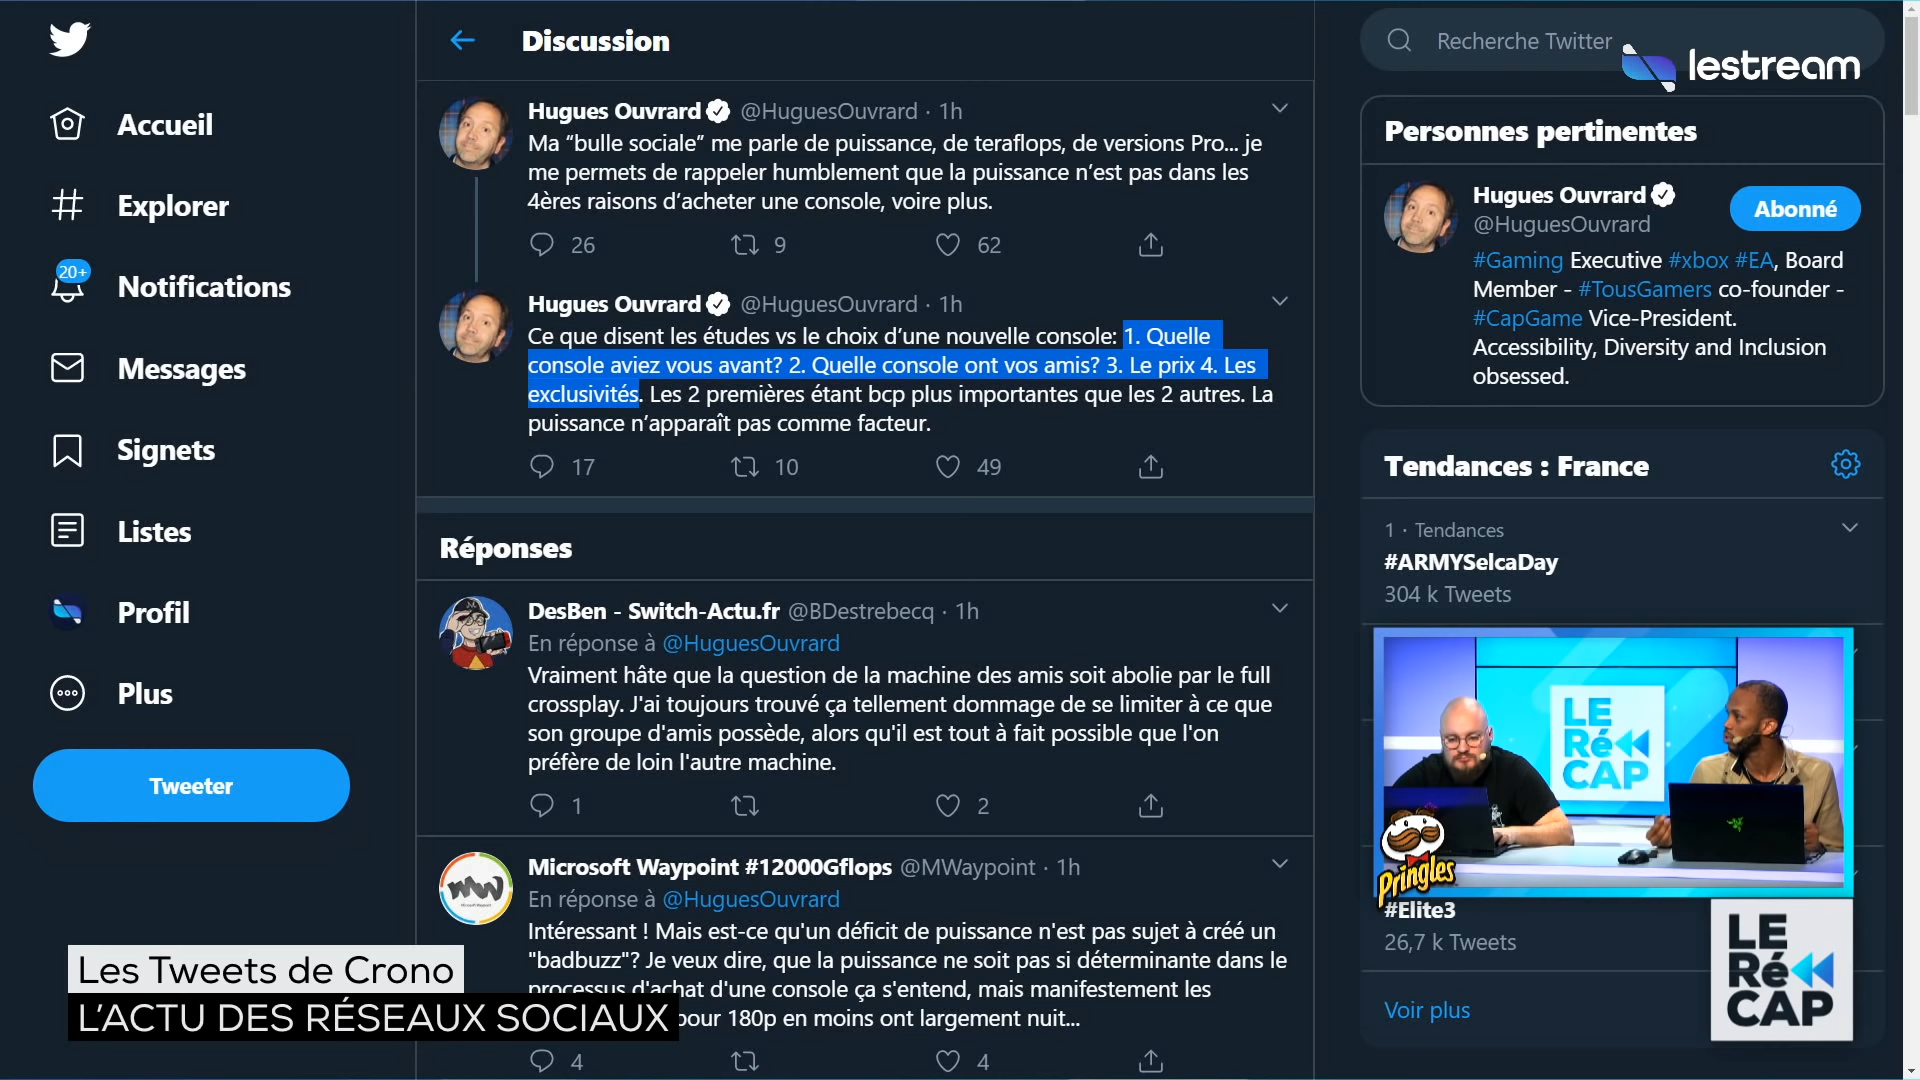 Accueil
Explorer
20+
Notifications
Messages
Signets
Listes
Profil
Plus
Tweeter
Discussion
Hugues Ouvrard @HuguesOuvrard · 1h
Ma “bulle sociale” me parle de puissance, de teraflops, de versions Pro... je
me permets de rappeler humblement que la puissance n’est pas dans les
4ères raisons d’acheter une console, voire plus.
26 9 62
Hugues Ouvrard @HuguesOuvrard · 1h
Ce que disent les études vs le choix d’une nouvelle console: 1. Quelle
console aviez vous avant? 2. Quelle console ont vos amis? 3. Le prix 4. Les
exclusivités. Les 2 premières étant bcp plus importantes que les 2 autres. La
puissance n’apparaît pas comme facteur.
17 10 49
Réponses
DesBen - Switch-Actu.fr @BDestrebecq · 1h
En réponse à @HuguesOuvrard
Vraiment hâte que la question de la machine des amis soit abolie par le full
crossplay. J'ai toujours trouvé ça tellement dommage de se limiter à ce que
son groupe d'amis possède, alors qu'il est tout à fait possible que l'on
préfère de loin l'autre machine.
1 2
Microsoft Waypoint #12000Gflops @MWaypoint · 1h
En réponse à @HuguesOuvrard
Intéressant ! Mais est-ce qu'un déficit de puissance n'est pas sujet à créé un
"badbuzz"? Je veux dire, que la puissance ne soit pas si déterminante dans le
processus d'achat d'une console ça s'entend, mais manifestement les
pour 180p en moins ont largement nuit...
4 4
Recherche Twitter
lestream
Personnes pertinentes
Hugues Ouvrard
@HuguesOuvrard
Abonné
#Gaming Executive #xbox #EA, Board
Member - #TousGamers co-founder -
#CapGame Vice-President.
Accessibility, Diversity and Inclusion
obsessed.
Tendances : France
1 · Tendances
#ARMYSelcaDay
304 k Tweets
LE
Ré
CAP
Pringles
#Elite3
26,7 k Tweets
Voir plus
LE
Ré
CAP
Les Tweets de Crono
L’ACTU DES RÉSEAUX SOCIAUX